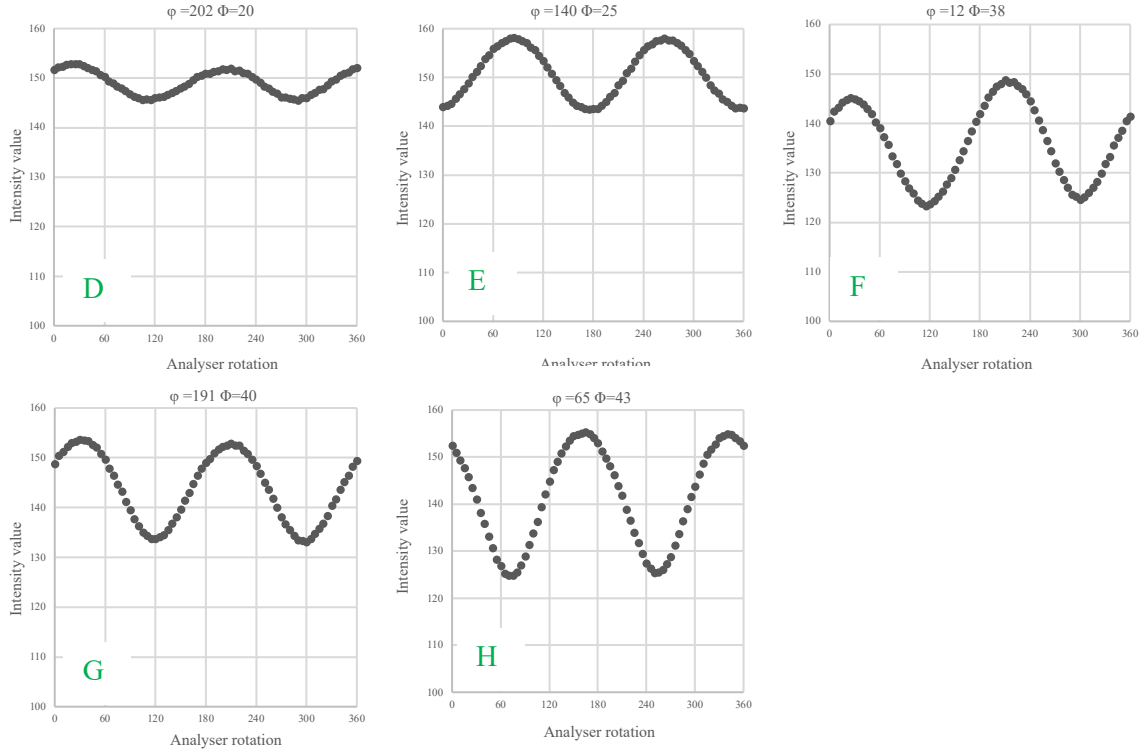 φ =202 Φ=20
Intensity value
160
150
140
130
120
110
100
D
0 60 120 180 240 300 360
Analyser rotation
φ =140 Φ=25
Intensity value
160
150
140
130
120
110
100
E
0 60 120 180 240 300 360
Analyser rotation
φ =12 Φ=38
Intensity value
160
150
140
130
120
110
100
F
0 60 120 180 240 300 360
Analyser rotation
φ =191 Φ=40
Intensity value
160
150
140
130
120
110
100
G
0 60 120 180 240 300 360
Analyser rotation
φ =65 Φ=43
Intensity value
160
150
140
130
120
110
100
H
0 60 120 180 240 300 360
Analyser rotation